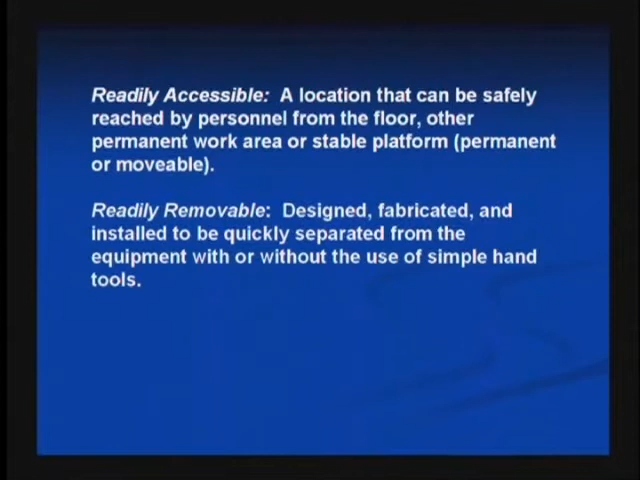 Readily Accessible: A location that can be safely
reached by personnel from the floor, other
permanent work area or stable platform (permanent
or moveable).
Readily Removable: Designed, fabricated, and
installed to be quickly separated from the
equipment with or without the use of simple hand
tools.